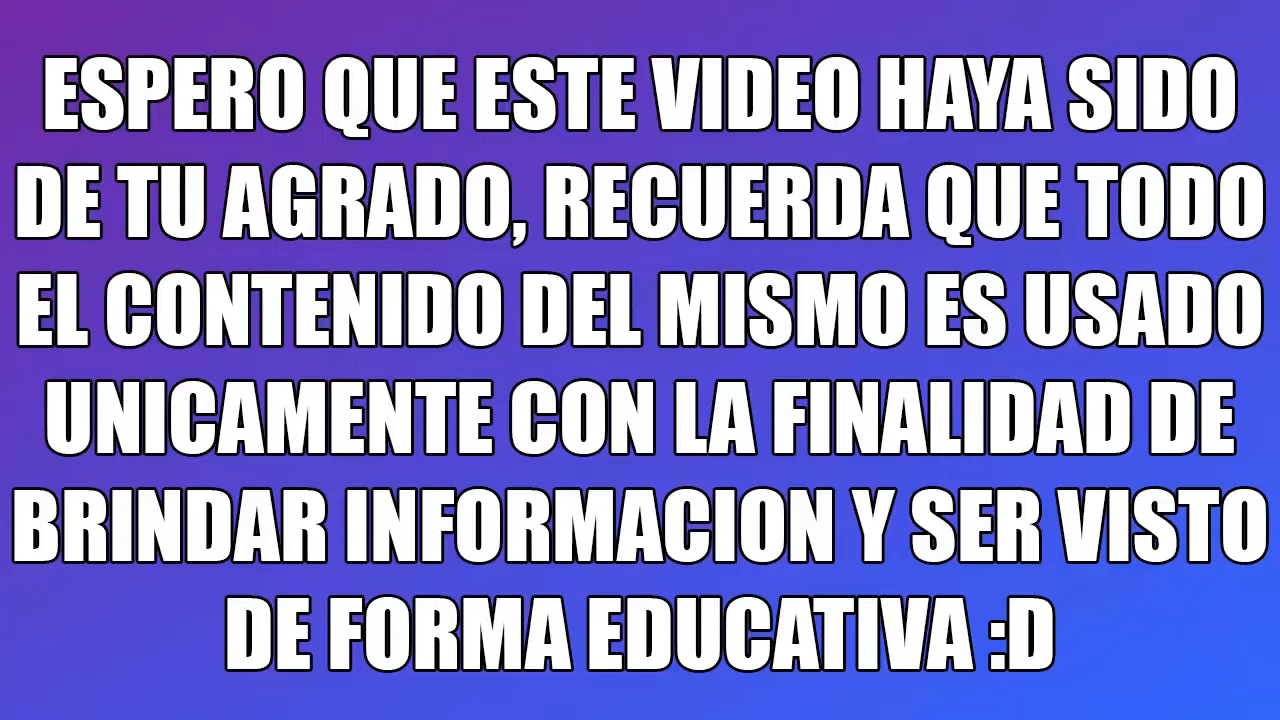 ESPERO QUE ESTE VIDEO HAYA SIDO
DE TU AGRADO, RECUERDA QUE TODO
EL CONTENIDO DEL MISMO ES USADO
UNICAMENTE CON LA FINALIDAD DE
BRINDAR INFORMACION Y SER VISTO
DE FORMA EDUCATIVA :D